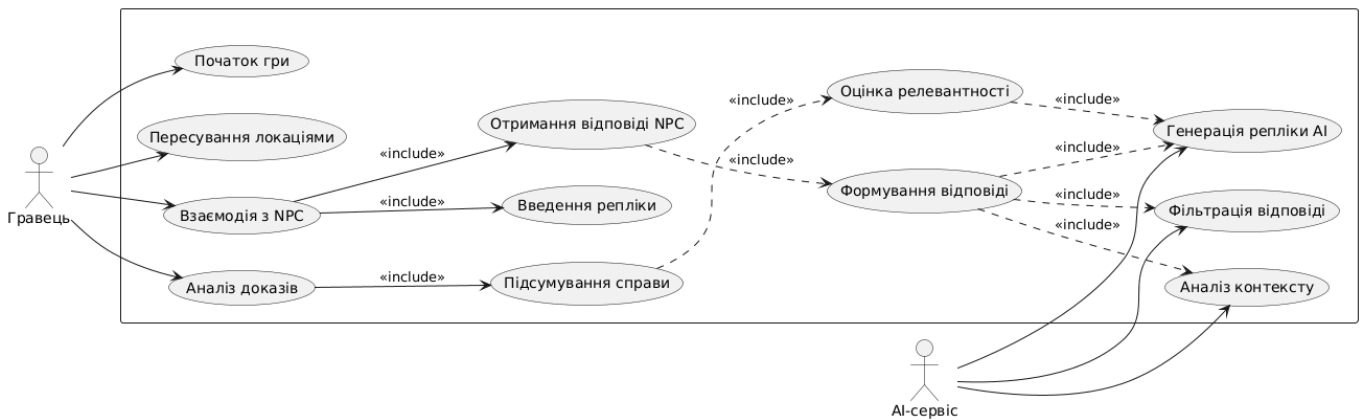 Початок гри
Пересування локаціями
Взаємодія з NPC
Аналіз доказів
Гравець
«include»
«include»
«include»
Отримання відповіді NPC
Введення репліки
Підсумування справи
«include»
«include»
Оцінка релевантності
Формування відповіді
«include»
«include»
«include»
«include»
Генерація репліки AI
Фільтрація відповіді
Аналіз контексту
AI-сервіс